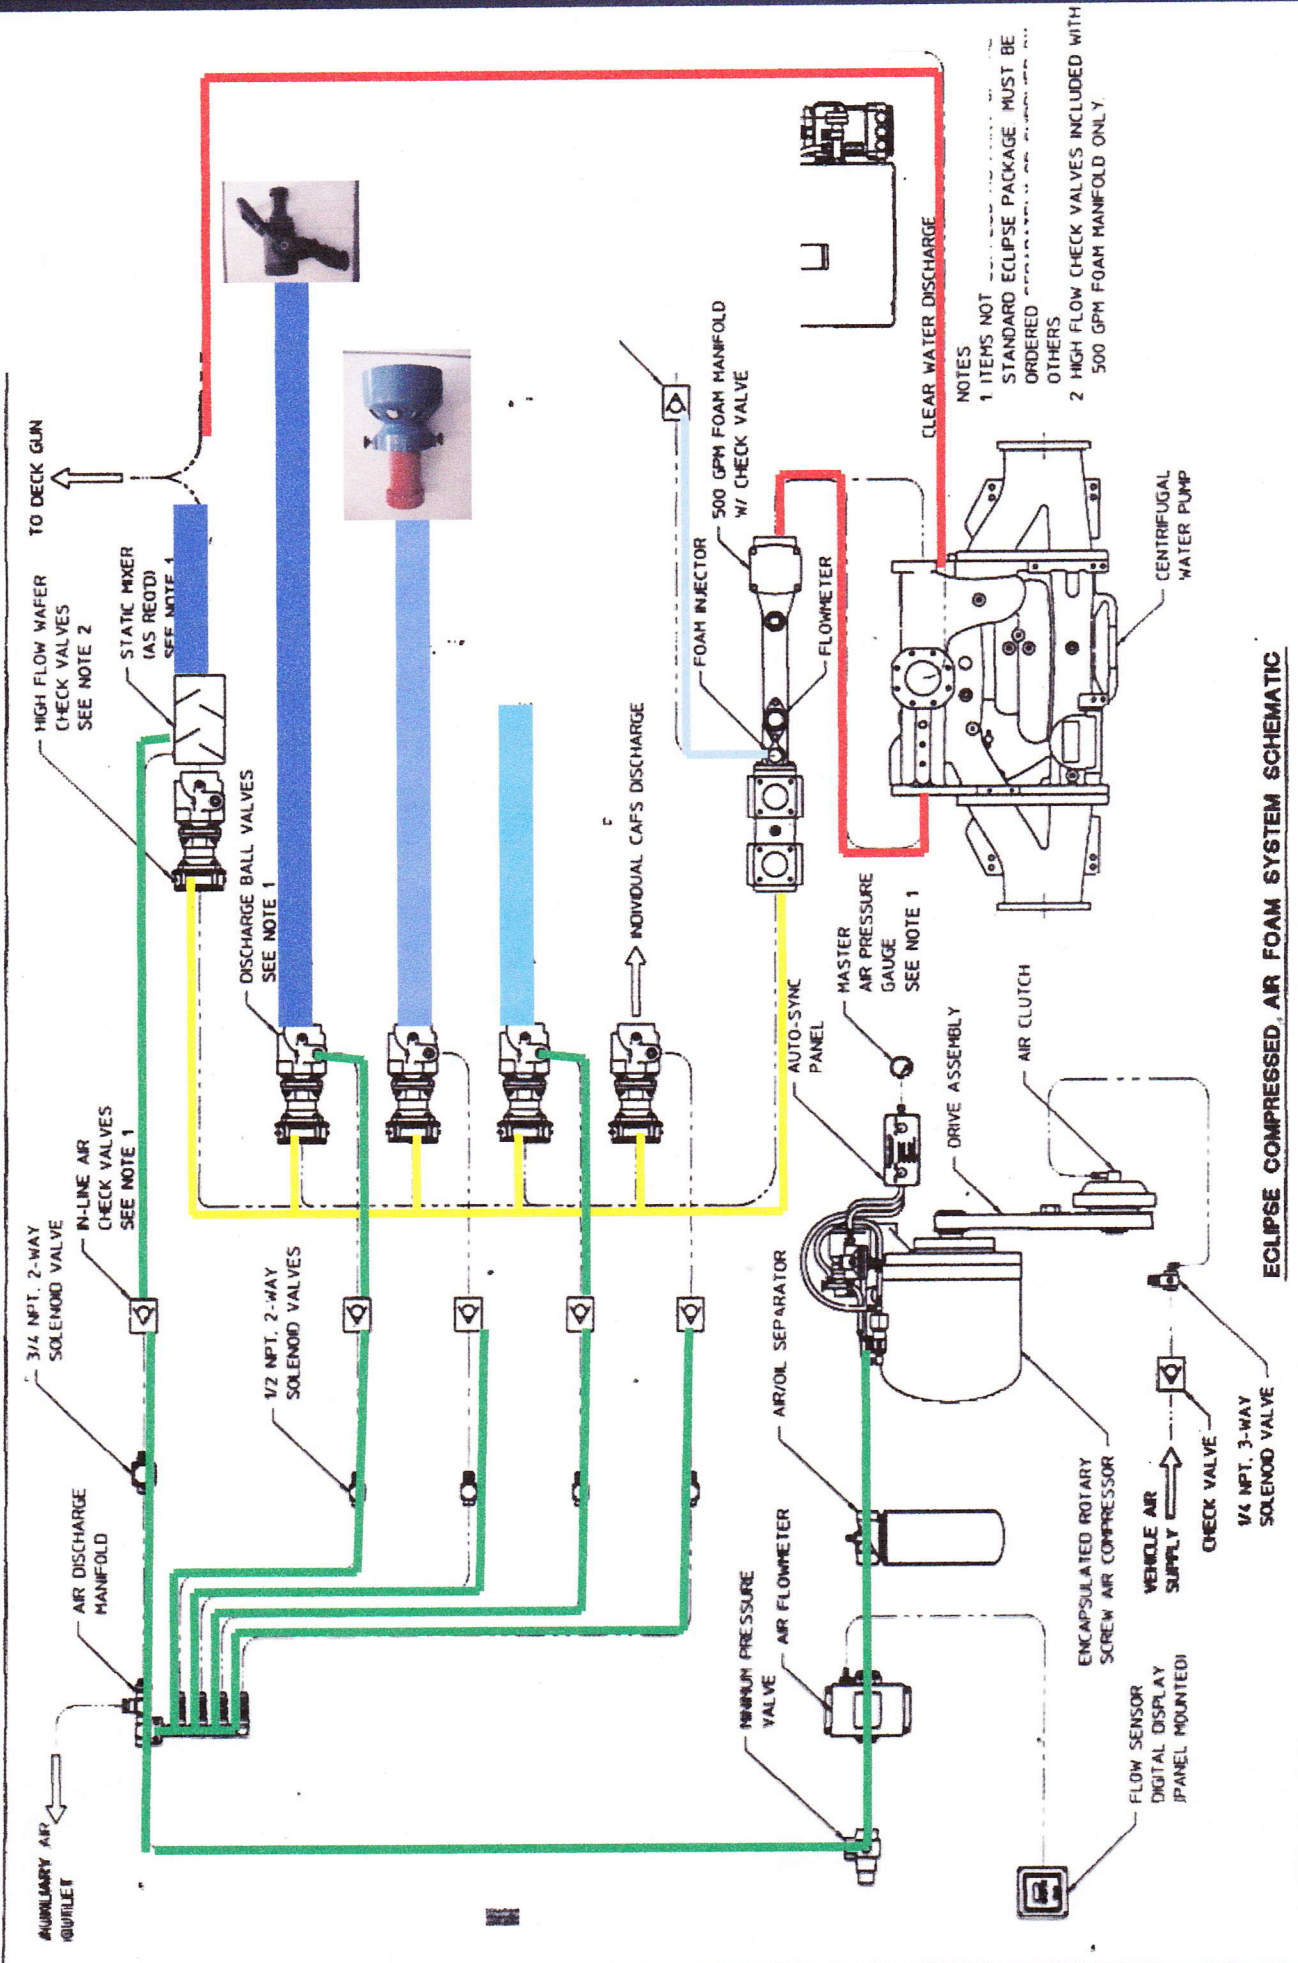 AUXILIARY AIR
OUTLET
AIR DISCHARGE
MANIFOLD
3/4 NPT, 2-WAY
SOLENOID VALVE
IN-LINE AIR
CHECK VALVES
SEE NOTE 1
HIGH FLOW WAFER
CHECK VALVES
SEE NOTE 2
STATIC MIXER
(AS REQ'D)
SEE NOTE 1
TO DECK GUN
1/2 NPT, 2-WAY
SOLENOID VALVES
DISCHARGE BALL VALVES
SEE NOTE 1
INDIVIDUAL CAFS DISCHARGE
FOAM INJECTOR
500 GPM FOAM MANIFOLD
W/ CHECK VALVE
FLOWMETER
MINIMUM PRESSURE
VALVE
AIR FLOWMETER
AIR/OIL SEPARATOR
AUTO-SYNC
PANEL
MASTER
AIR PRESSURE
GAUGE
SEE NOTE 1
DRIVE ASSEMBLY
AIR CLUTCH
CLEAR WATER DISCHARGE
NOTES
1 ITEMS NOT
STANDARD ECLIPSE PACKAGE MUST BE
ORDERED
OTHERS
2 HIGH FLOW CHECK VALVES INCLUDED WITH
500 GPM FOAM MANIFOLD ONLY.
CENTRIFUGAL
WATER PUMP
FLOW SENSOR
DIGITAL DISPLAY
(PANEL MOUNTED)
ENCAPSULATED ROTARY
SCREW AIR COMPRESSOR
VEHICLE AIR
SUPPLY
CHECK VALVE
1/4 NPT, 3-WAY
SOLENOID VALVE
ECLIPSE COMPRESSED AIR FOAM SYSTEM SCHEMATIC